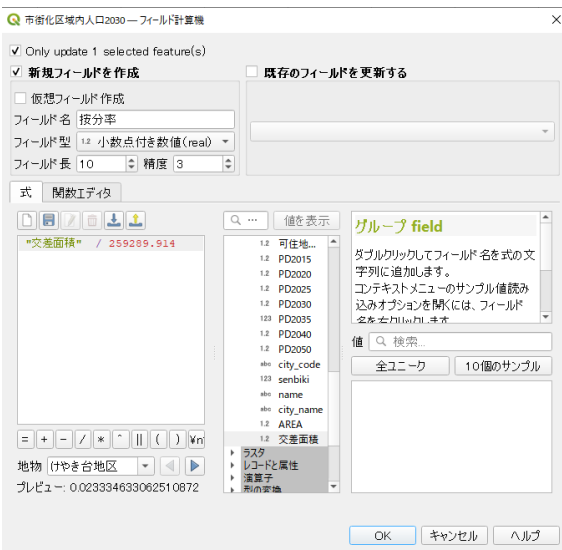 市街化区域内人口2030 — フィールド計算機
Only update 1 selected feature(s)
新規フィールドを作成
既存のフィールドを更新する
仮想フィールド作成
フィールド名 按分率
フィールド型 1.2 小数点付き数値(real)
フィールド長 10 精度 3
式 関数エディタ
"交差面積" / 259289.914
… 値を表示
1.2 可住地...
1.2 PD2015
1.2 PD2020
1.2 PD2025
1.2 PD2030
123 PD2035
1.2 PD2040
1.2 PD2050
abc city_code
123 senbiki
abc name
abc city_name
1.2 AREA
1.2 交差面積
ラスタ
レコードと属性
演算子
型の変換
グループ field
ダブルクリックしてフィールド名を式の文
字列に追加します。
コンテキストメニューのサンプル値読み
込みオプションを開くには、フィールド
名を右クリックします
値 検索...
全ユニーク 10個のサンプル
= + - / * ^ || ( ) ¥n
地物 けやき台地区
プレビュー: 0.023334633062510872
OK キャンセル ヘルプ